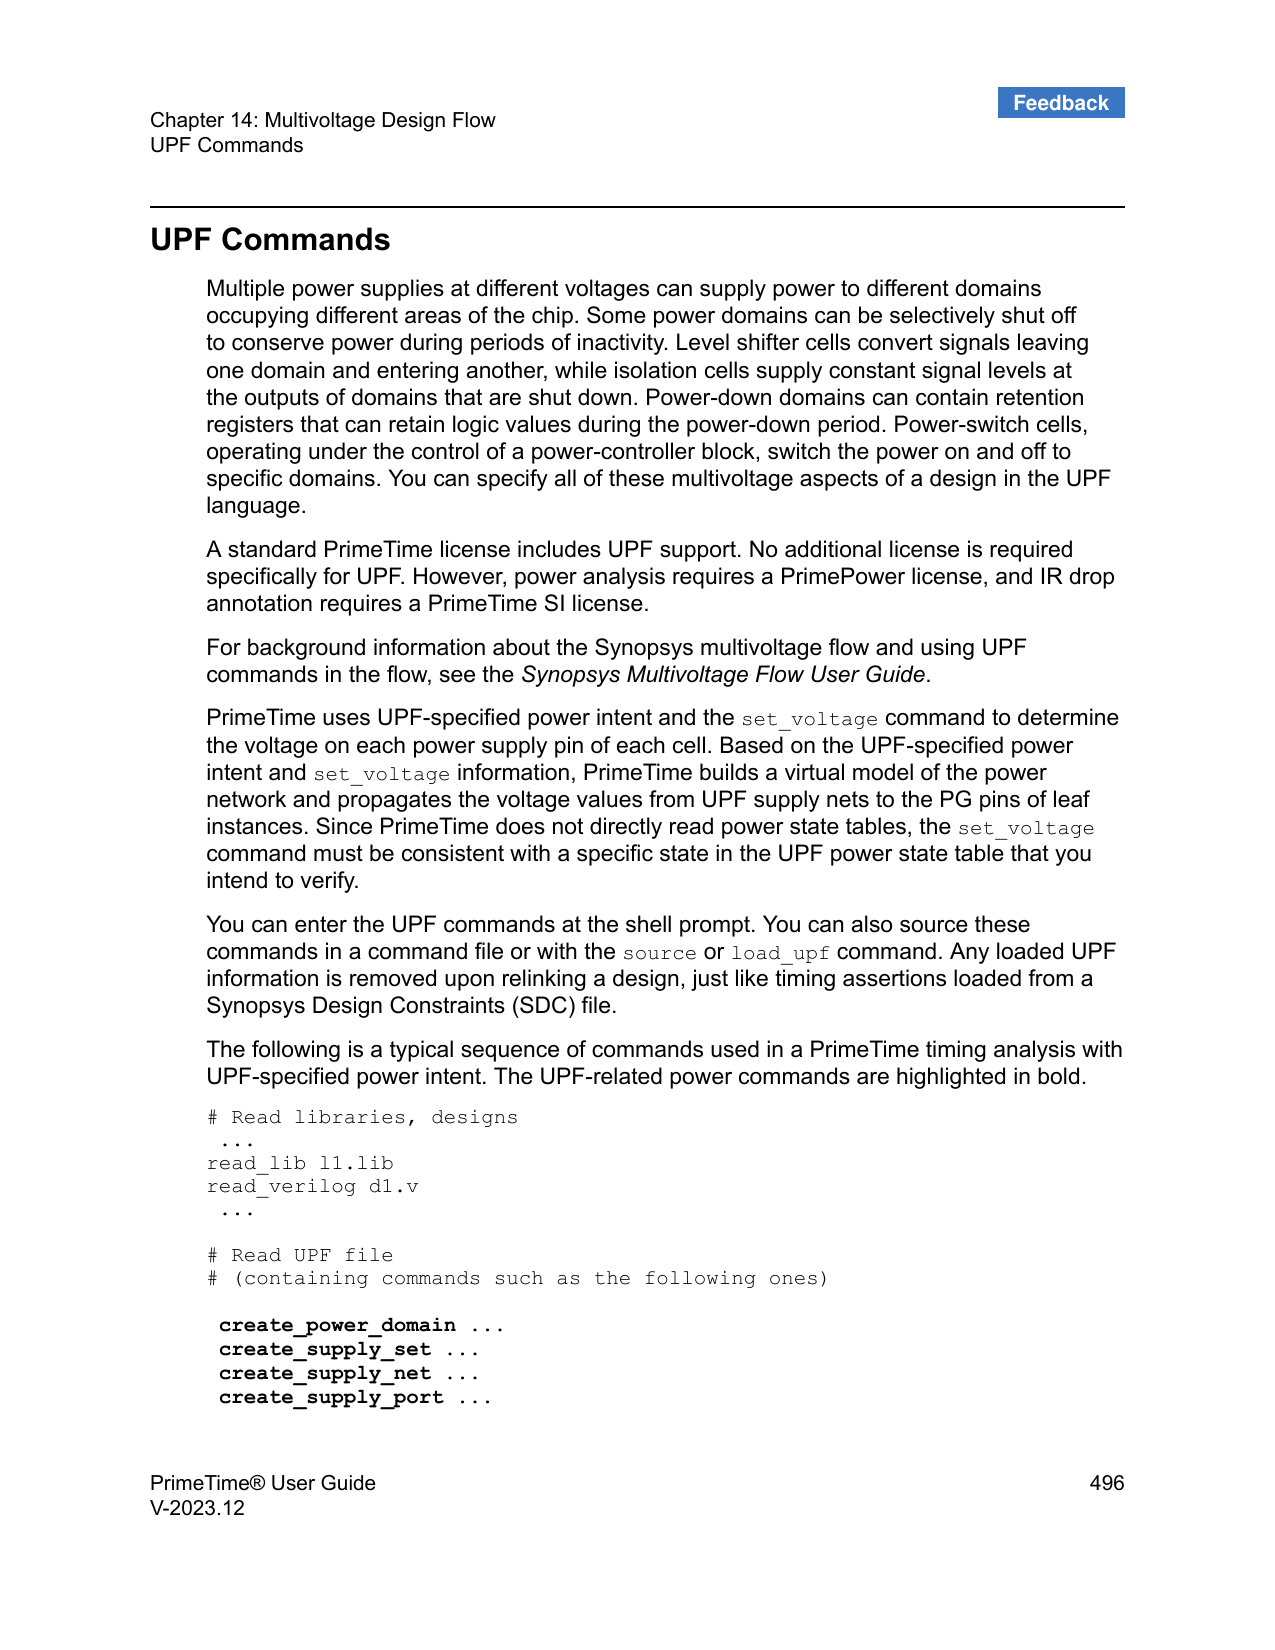 Feedback
Chapter 14: Multivoltage Design Flow
UPF Commands
UPF Commands
Multiple power supplies at different voltages can supply power to different domains
occupying different areas of the chip. Some power domains can be selectively shut off
to conserve power during periods of inactivity. Level shifter cells convert signals leaving
one domain and entering another, while isolation cells supply constant signal levels at
the outputs of domains that are shut down. Power-down domains can contain retention
registers that can retain logic values during the power-down period. Power-switch cells,
operating under the control of a power-controller block, switch the power on and off to
specific domains. You can specify all of these multivoltage aspects of a design in the UPF
language.
A standard PrimeTime license includes UPF support. No additional license is required
specifically for UPF. However, power analysis requires a PrimePower license, and IR drop
annotation requires a PrimeTime SI license.
For background information about the Synopsys multivoltage flow and using UPF
commands in the flow, see the Synopsys Multivoltage Flow User Guide.
PrimeTime uses UPF-specified power intent and the set_voltage command to determine
the voltage on each power supply pin of each cell. Based on the UPF-specified power
intent and set_voltage information, PrimeTime builds a virtual model of the power
network and propagates the voltage values from UPF supply nets to the PG pins of leaf
instances. Since PrimeTime does not directly read power state tables, the set_voltage
command must be consistent with a specific state in the UPF power state table that you
intend to verify.
You can enter the UPF commands at the shell prompt. You can also source these
commands in a command file or with the source or load_upf command. Any loaded UPF
information is removed upon relinking a design, just like timing assertions loaded from a
Synopsys Design Constraints (SDC) file.
The following is a typical sequence of commands used in a PrimeTime timing analysis with
UPF-specified power intent. The UPF-related power commands are highlighted in bold.
# Read libraries, designs
...
read_lib l1.lib
read_verilog d1.v
...
# Read UPF file
# (containing commands such as the following ones)
create_power_domain ...
create_supply_set ...
create_supply_net ...
create_supply_port ...
PrimeTime® User Guide 496
V-2023.12